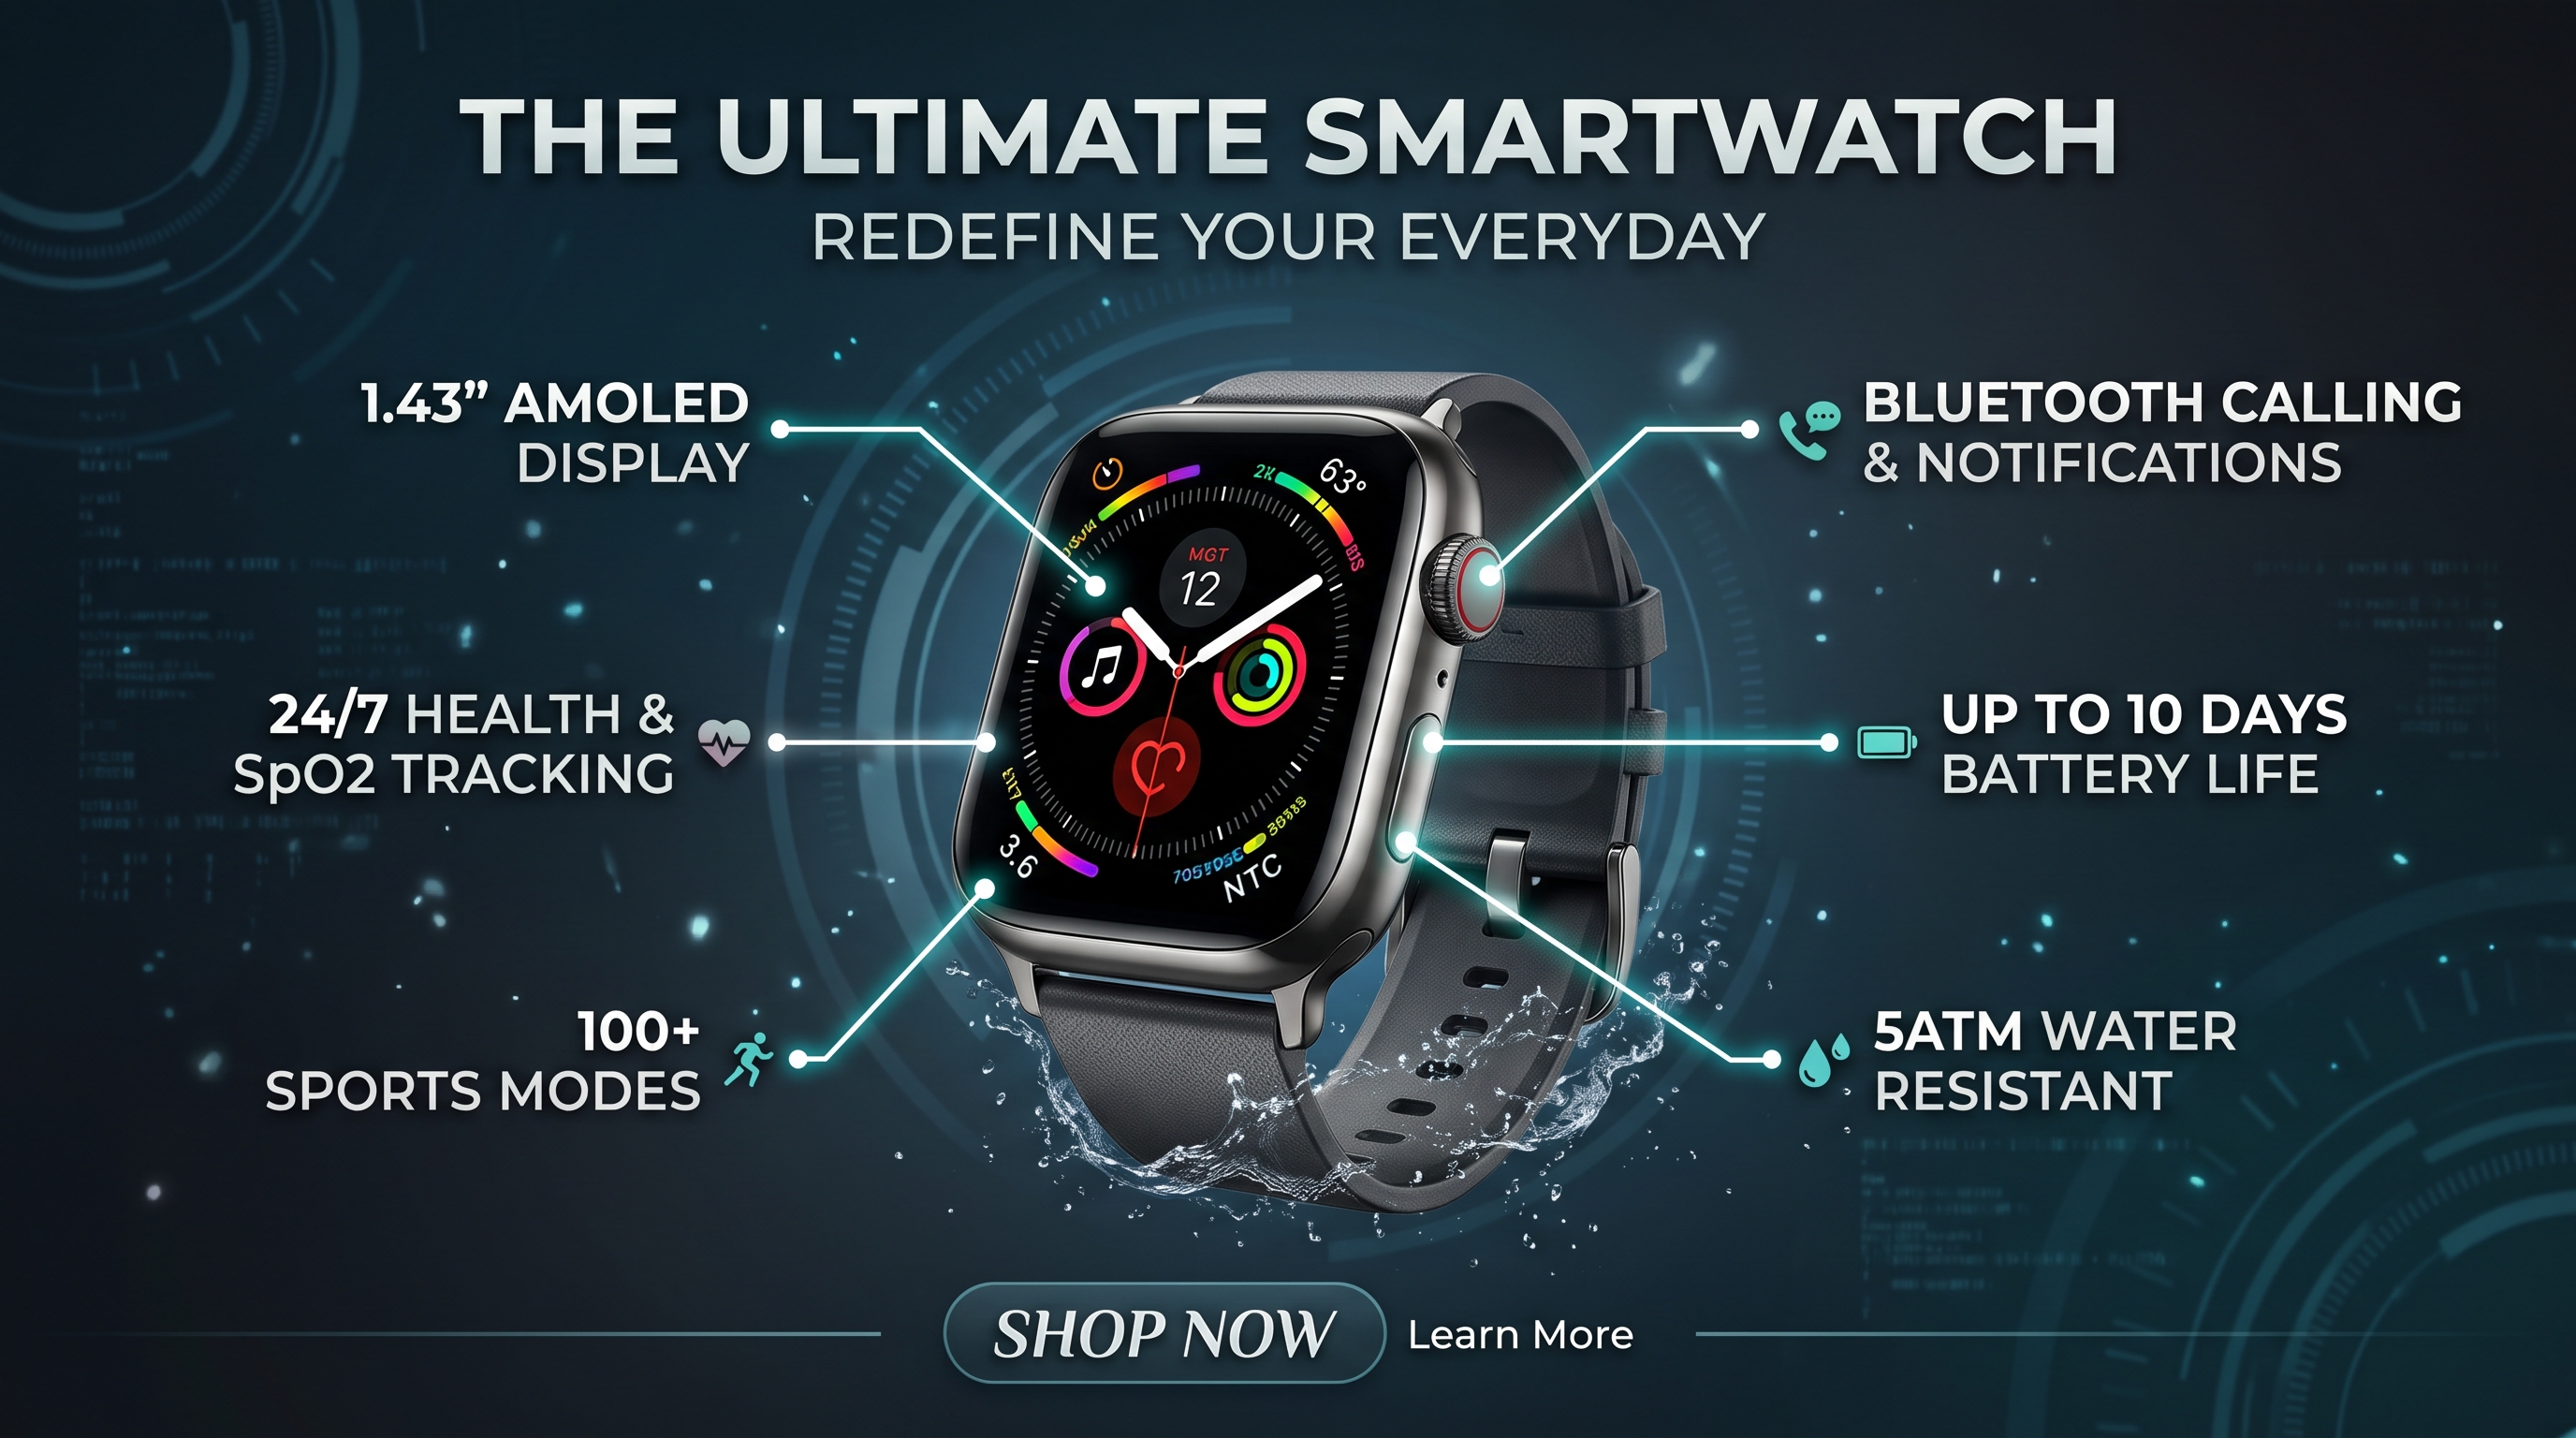 THE ULTIMATE SMARTWATCH
REDEFINE YOUR EVERYDAY
1.43” AMOLED
DISPLAY
BLUETOOTH CALLING
& NOTIFICATIONS
63°
MGT
12
24/7 HEALTH &
SpO2 TRACKING
UP TO 10 DAYS
BATTERY LIFE
3.6
NTC
100+
SPORTS MODES
5ATM WATER
RESISTANT
SHOP NOW
Learn More